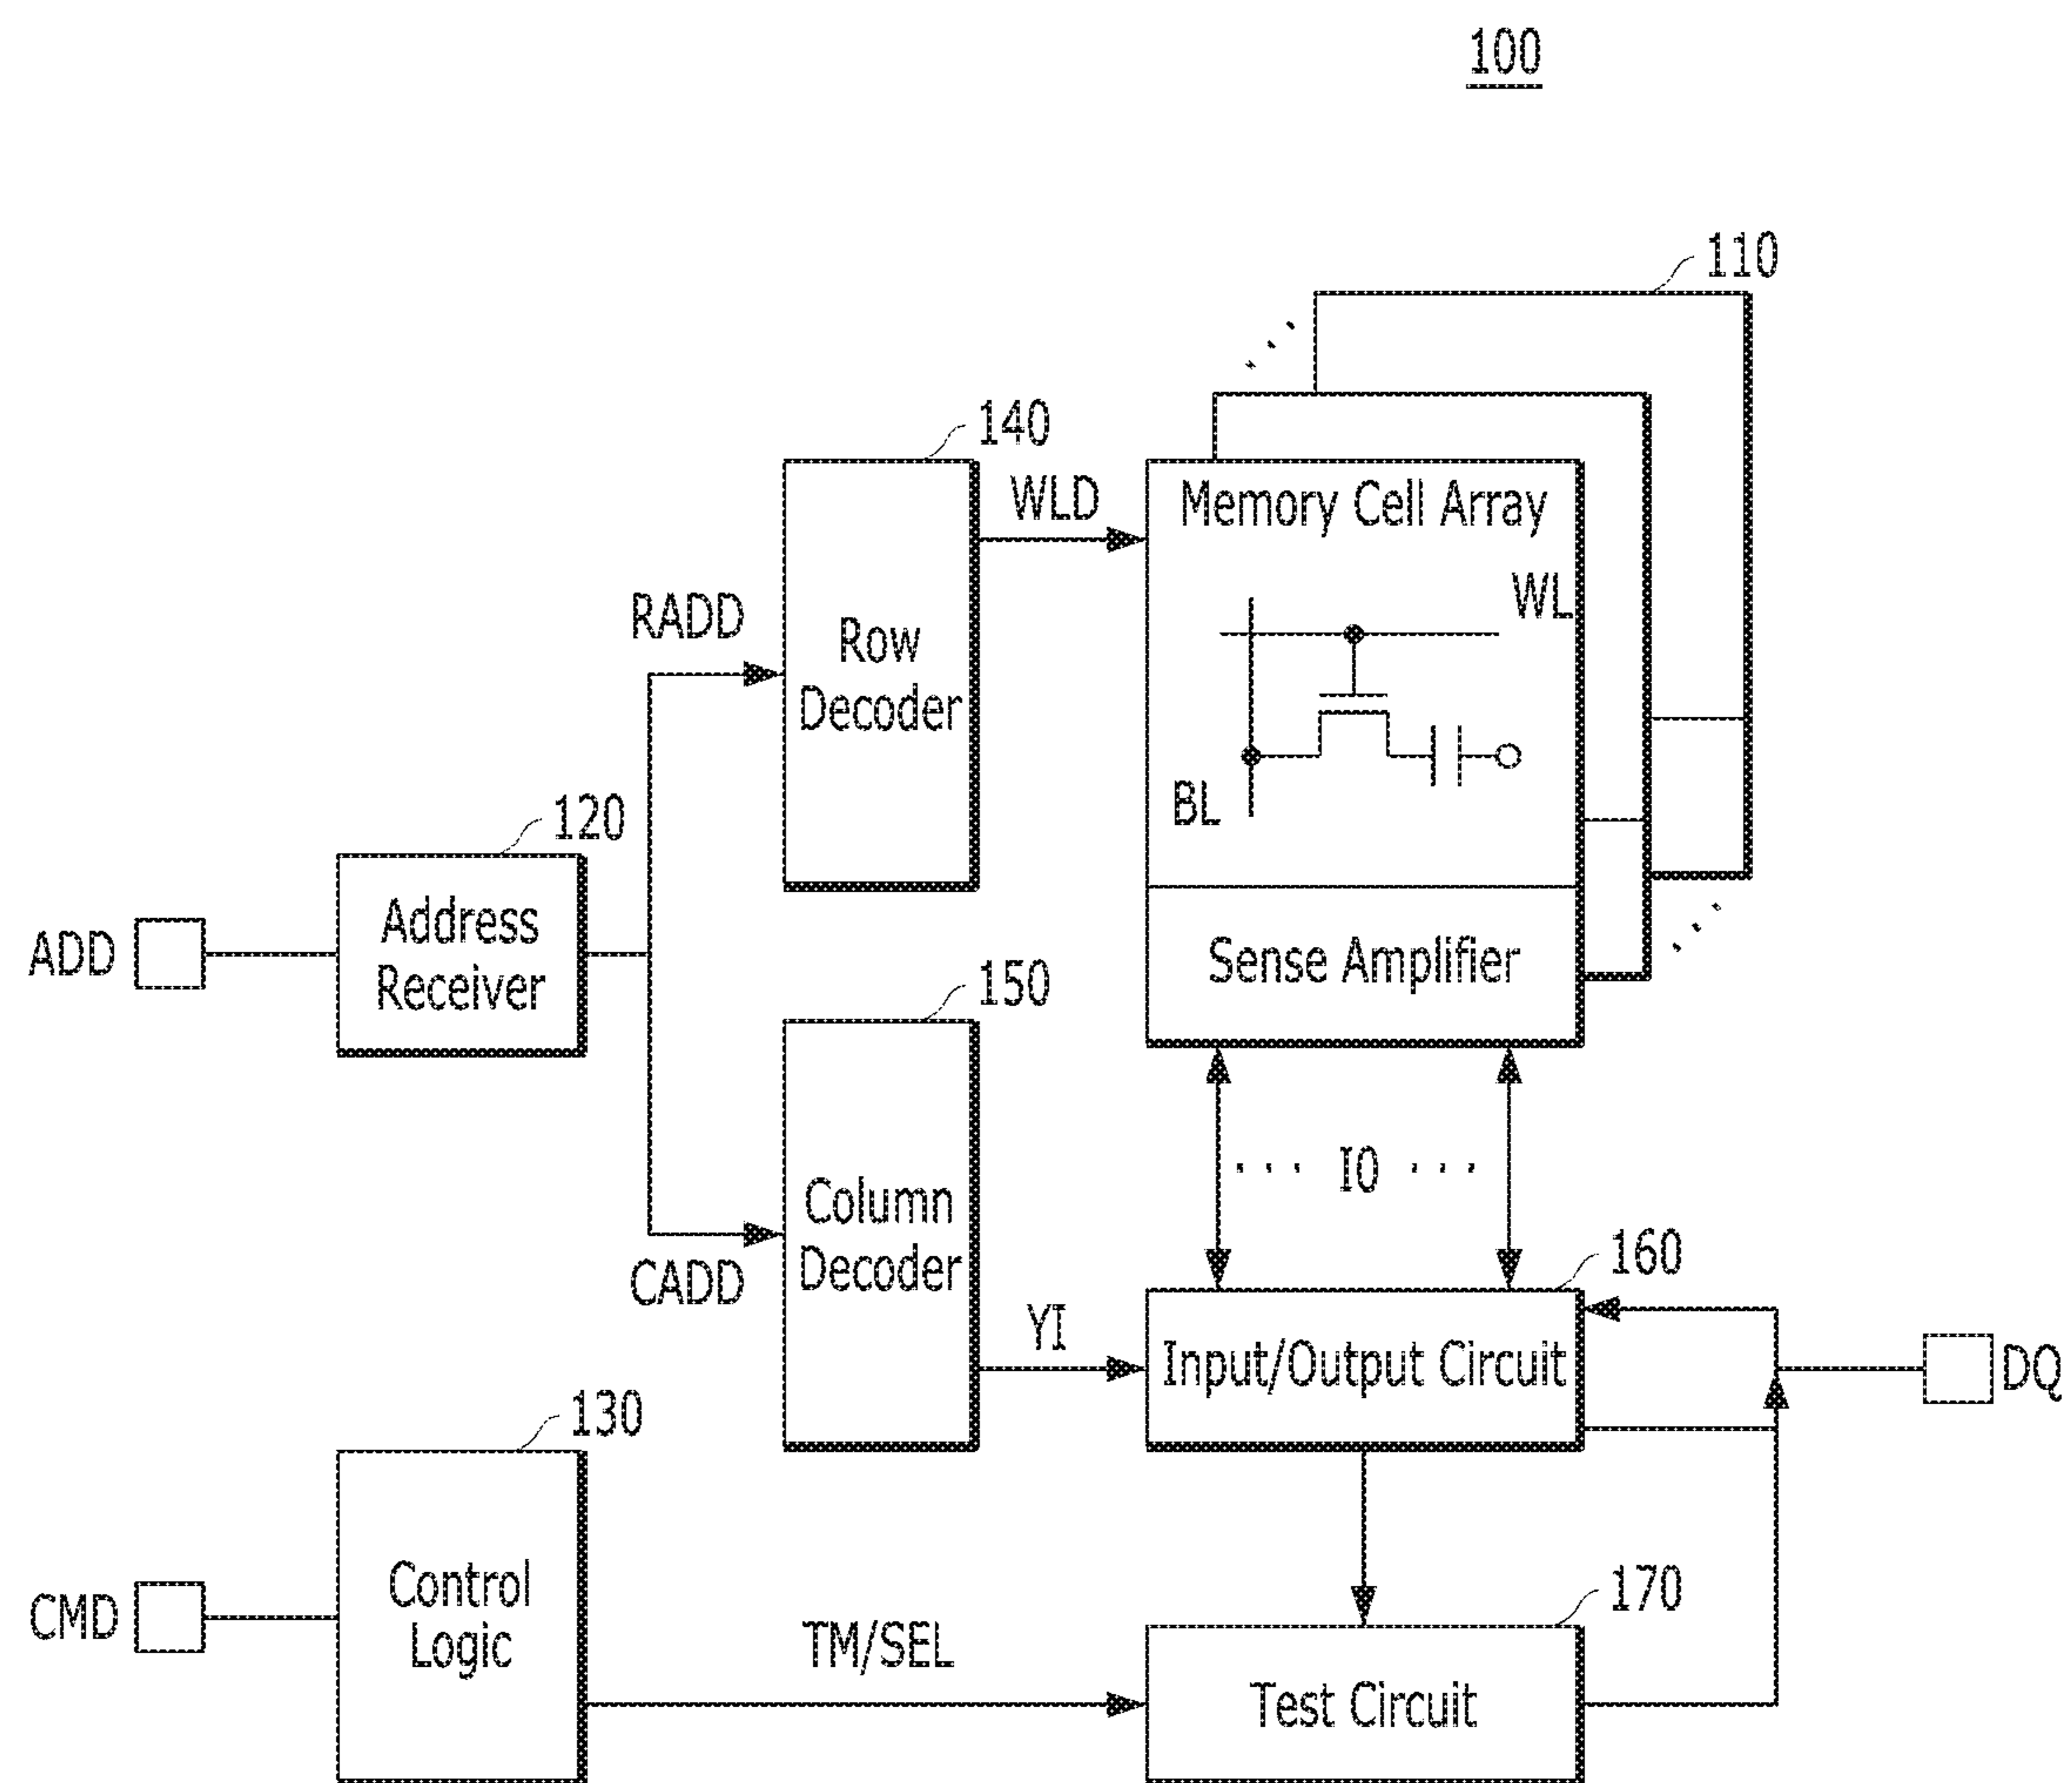 100
110
140
WLD
Memory Cell Array
WL
RADD
Row
Decoder
BL
120
Address
Receiver
ADD
150
Sense Amplifier
··· IO ···
Column
Decoder
CADD
160
YI
Input/Output Circuit
DQ
130
Control
Logic
CMD
TM/SEL
170
Test Circuit